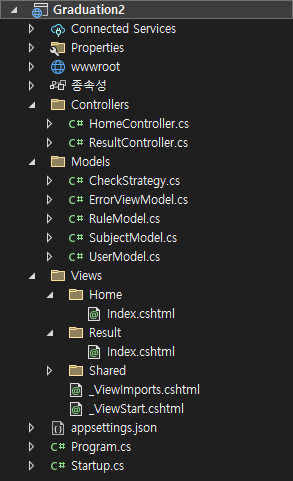 Graduation2
Connected Services
Properties
wwwroot
종속성
Controllers
C# HomeController.cs
C# ResultController.cs
Models
C# CheckStrategy.cs
C# ErrorViewModel.cs
C# RuleModel.cs
C# SubjectModel.cs
C# UserModel.cs
Views
Home
Index.cshtml
Result
Index.cshtml
Shared
_ViewImports.cshtml
_ViewStart.cshtml
appsettings.json
C# Program.cs
C# Startup.cs